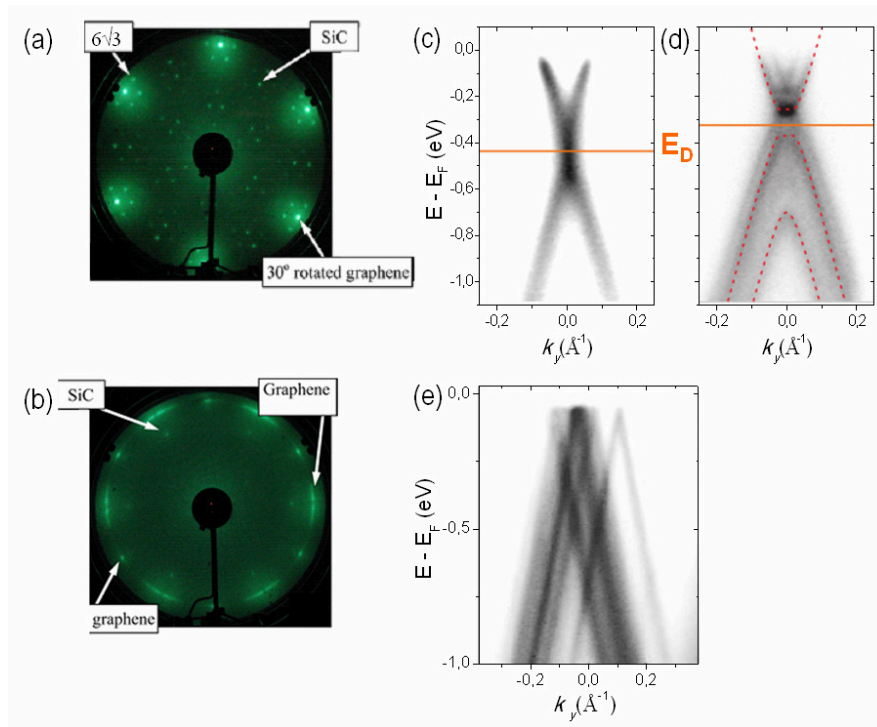 (a)
6√3
SiC
30° rotated graphene
(b)
SiC
Graphene
graphene
(c)
0,0
-0,2
-0,4
-0,6
-0,8
-1,0
E - E_F (eV)
-0,2 0,0 0,2
k_y(Å⁻¹)
E_D
(d)
-0,2 0,0 0,2
k_y(Å⁻¹)
(e)
0,0
-0,5
-1,0
E - E_F (eV)
-0,2 0,0 0,2
k_y(Å⁻¹)